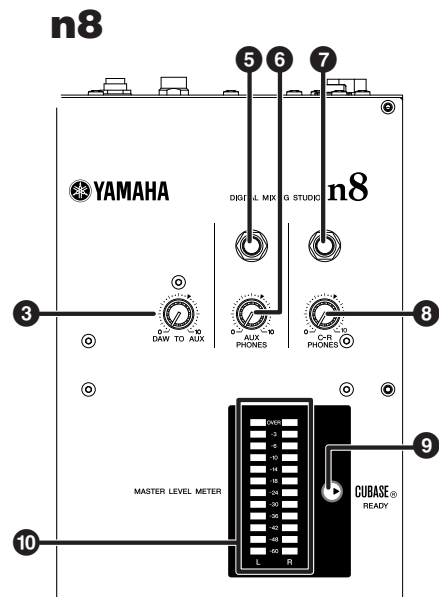 n8
5 6 7
YAMAHA
DIGITAL MIXING STUDIO n8
3
8
0 10
DAW TO AUX
0 10
AUX
PHONES
0 10
C-R
PHONES
9
OVER
-3
-6
-10
-14
-18
-24
-30
-36
-42
-48
-60
L R
MASTER LEVEL METER
CUBASE®
READY
10